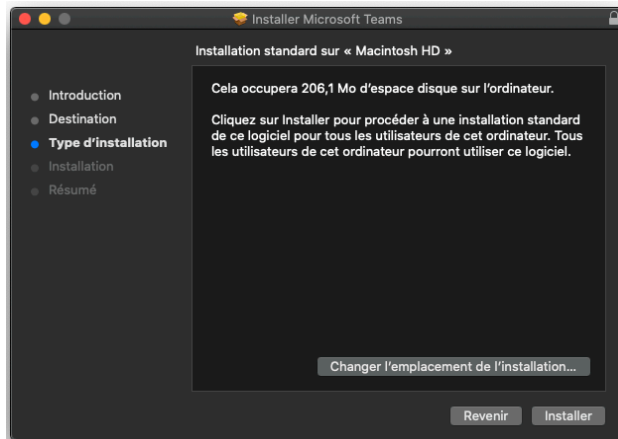 Installer Microsoft Teams
Installation standard sur « Macintosh HD »
Introduction
Destination
Type d’installation
Installation
Résumé
Cela occupera 206,1 Mo d’espace disque sur l’ordinateur.
Cliquez sur Installer pour procéder à une installation standard
de ce logiciel pour tous les utilisateurs de cet ordinateur. Tous
les utilisateurs de cet ordinateur pourront utiliser ce logiciel.
Changer l’emplacement de l’installation...
Revenir
Installer